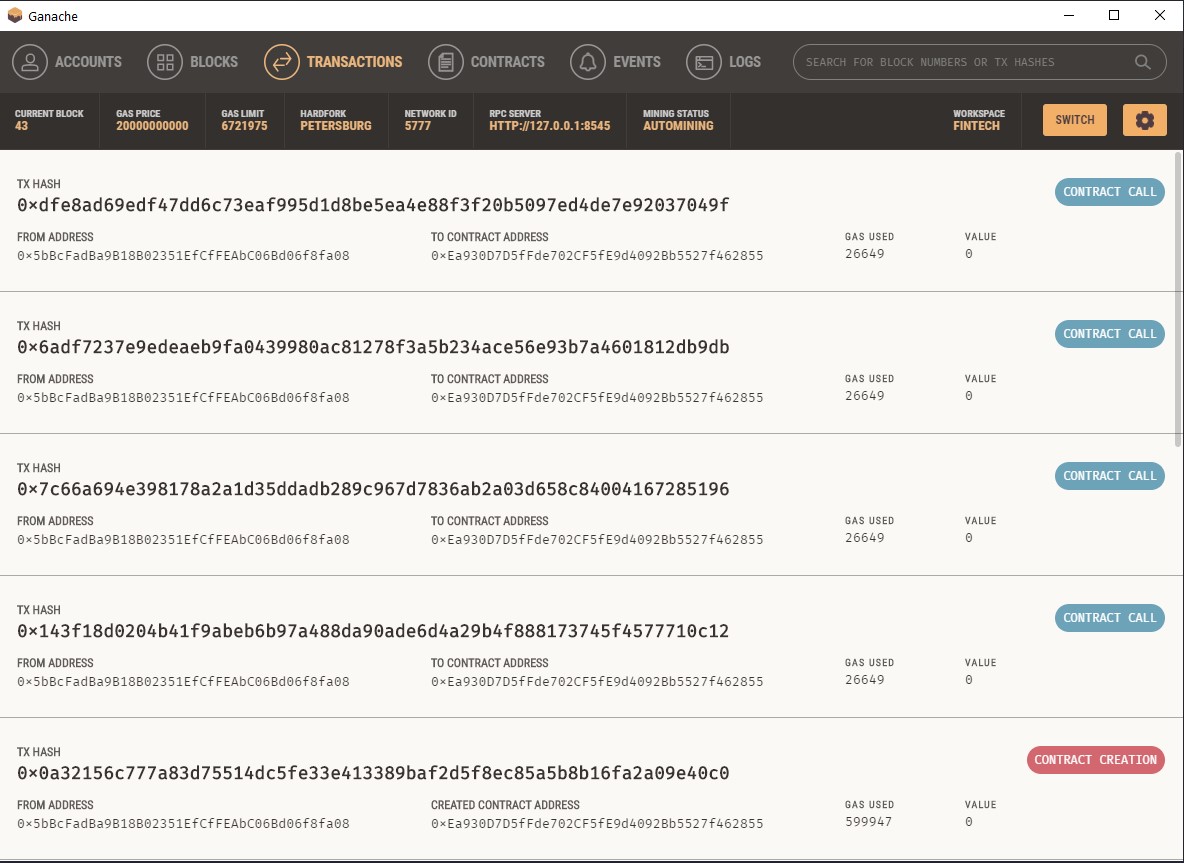 Ganache
ACCOUNTS BLOCKS TRANSACTIONS CONTRACTS EVENTS LOGS SEARCH FOR BLOCK NUMBERS OR TX HASHES
CURRENT BLOCK GAS PRICE GAS LIMIT HARDFORK NETWORK ID RPC SERVER MINING STATUS WORKSPACE
43 20000000000 6721975 PETERSBURG 5777 HTTP://127.0.0.1:8545 AUTOMINING FINTECH SWITCH
TX HASH
0×dfe8ad69edf47dd6c73eaf995d1d8be5ea4e88f3f20b5097ed4de7e92037049f CONTRACT CALL
FROM ADDRESS TO CONTRACT ADDRESS GAS USED VALUE
0×5bBcFadBa9B18B02351EfCfFEAbC06Bd06f8fa08 0×Ea930D7D5fFde702CF5fE9d4092Bb5527f462855 26649 0
TX HASH
0×6adf7237e9edeaeb9fa0439980ac81278f3a5b234ace56e93b7a4601812db9db CONTRACT CALL
FROM ADDRESS TO CONTRACT ADDRESS GAS USED VALUE
0×5bBcFadBa9B18B02351EfCfFEAbC06Bd06f8fa08 0×Ea930D7D5fFde702CF5fE9d4092Bb5527f462855 26649 0
TX HASH
0×7c66a694e398178a2a1d35ddadb289c967d7836ab2a03d658c84004167285196 CONTRACT CALL
FROM ADDRESS TO CONTRACT ADDRESS GAS USED VALUE
0×5bBcFadBa9B18B02351EfCfFEAbC06Bd06f8fa08 0×Ea930D7D5fFde702CF5fE9d4092Bb5527f462855 26649 0
TX HASH
0×143f18d0204b41f9abeb6b97a488da90ade6d4a29b4f888173745f4577710c12 CONTRACT CALL
FROM ADDRESS TO CONTRACT ADDRESS GAS USED VALUE
0×5bBcFadBa9B18B02351EfCfFEAbC06Bd06f8fa08 0×Ea930D7D5fFde702CF5fE9d4092Bb5527f462855 26649 0
TX HASH
0×0a32156c777a83d75514dc5fe33e413389baf2d5f8ec85a5b8b16fa2a09e40c0 CONTRACT CREATION
FROM ADDRESS CREATED CONTRACT ADDRESS GAS USED VALUE
0×5bBcFadBa9B18B02351EfCfFEAbC06Bd06f8fa08 0×Ea930D7D5fFde702CF5fE9d4092Bb5527f462855 599947 0